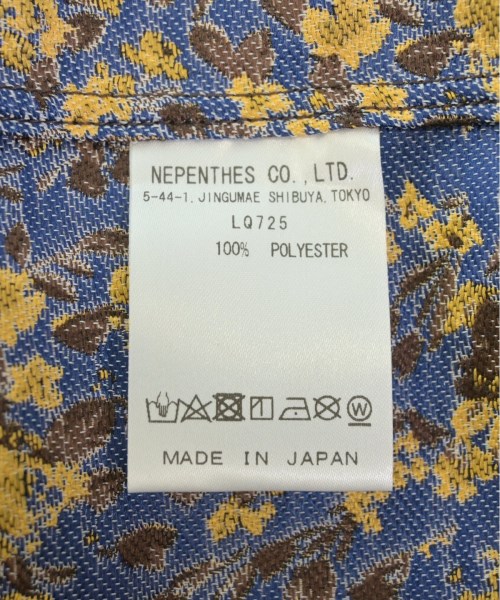 NEPENTHES CO.,LTD.
5-44-1, JINGUMAE SHIBUYA, TOKYO
LQ725
100% POLYESTER
W
MADE IN JAPAN